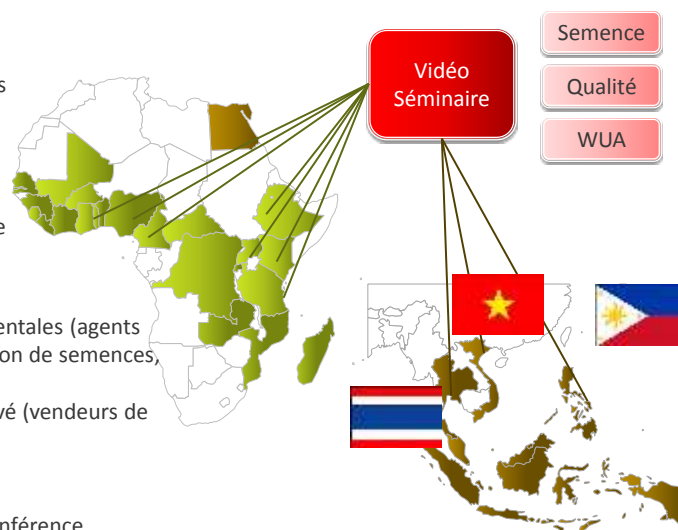 Vidéo
Séminaire
Semence
Qualité
WUA
s
e
entales (agents
on de semences,
vé (vendeurs de
nférence